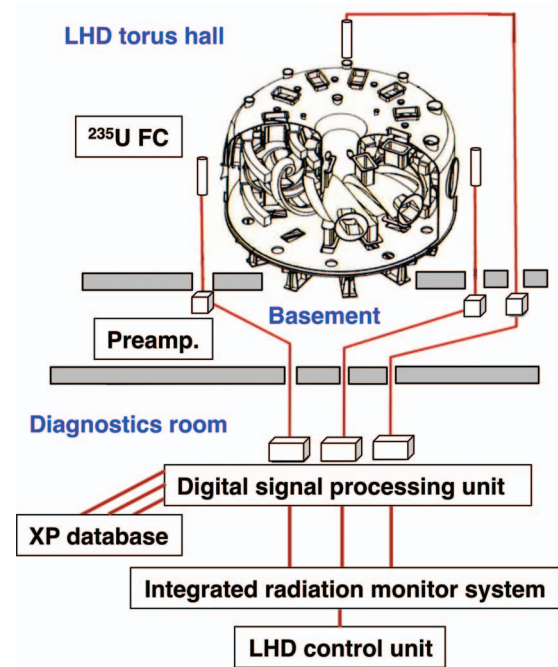 LHD torus hall
²³⁵U FC
Basement
Preamp.
Diagnostics room
Digital signal processing unit
XP database
Integrated radiation monitor system
LHD control unit